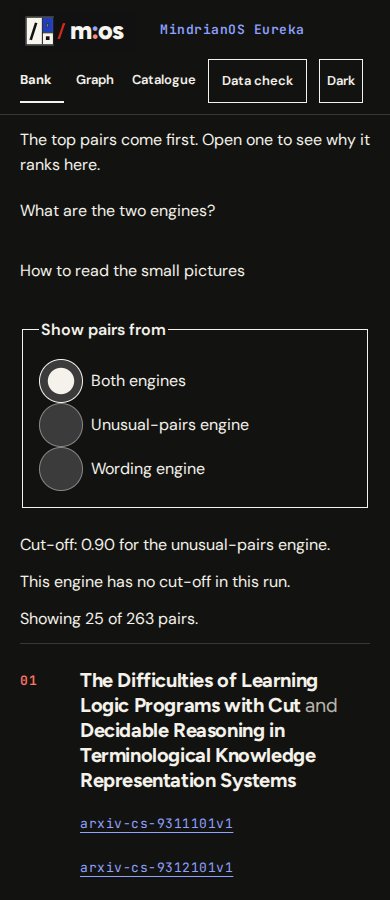 / m:os MindrianOS Eureka
Bank Graph Catalogue Data check Dark
The top pairs come first. Open one to see why it
ranks here.
What are the two engines?
How to read the small pictures
Show pairs from
Both engines
Unusual-pairs engine
Wording engine
Cut-off: 0.90 for the unusual-pairs engine.
This engine has no cut-off in this run.
Showing 25 of 263 pairs.
01 The Difficulties of Learning
Logic Programs with Cut and
Decidable Reasoning in
Terminological Knowledge
Representation Systems
arxiv-cs-9311101v1
arxiv-cs-9312101v1